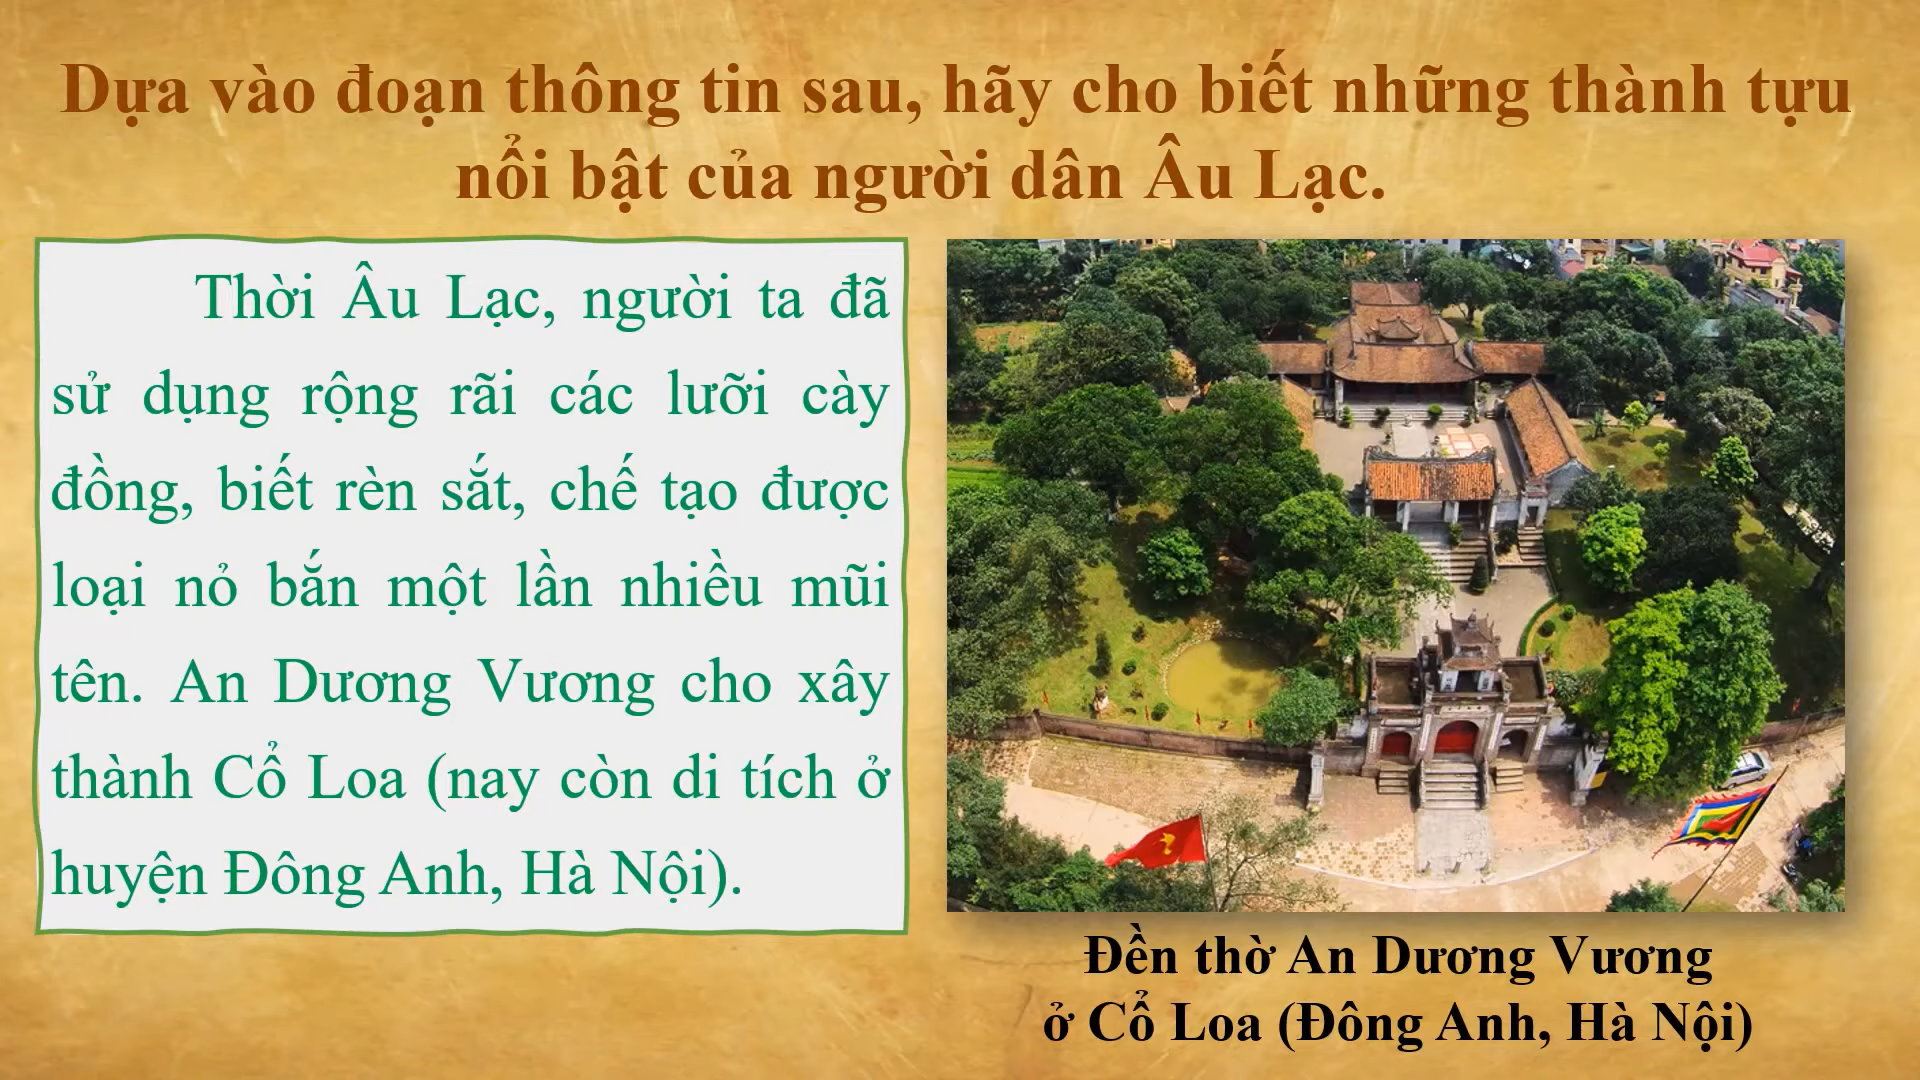 Dựa vào đoạn thông tin sau, hãy cho biết những thành tựu
nổi bật của người dân Âu Lạc.
Thời Âu Lạc, người ta đã
sử dụng rộng rãi các lưỡi cày
đồng, biết rèn sắt, chế tạo được
loại nỏ bắn một lần nhiều mũi
tên. An Dương Vương cho xây
thành Cổ Loa (nay còn di tích ở
huyện Đông Anh, Hà Nội).
Đền thờ An Dương Vương
ở Cổ Loa (Đông Anh, Hà Nội)